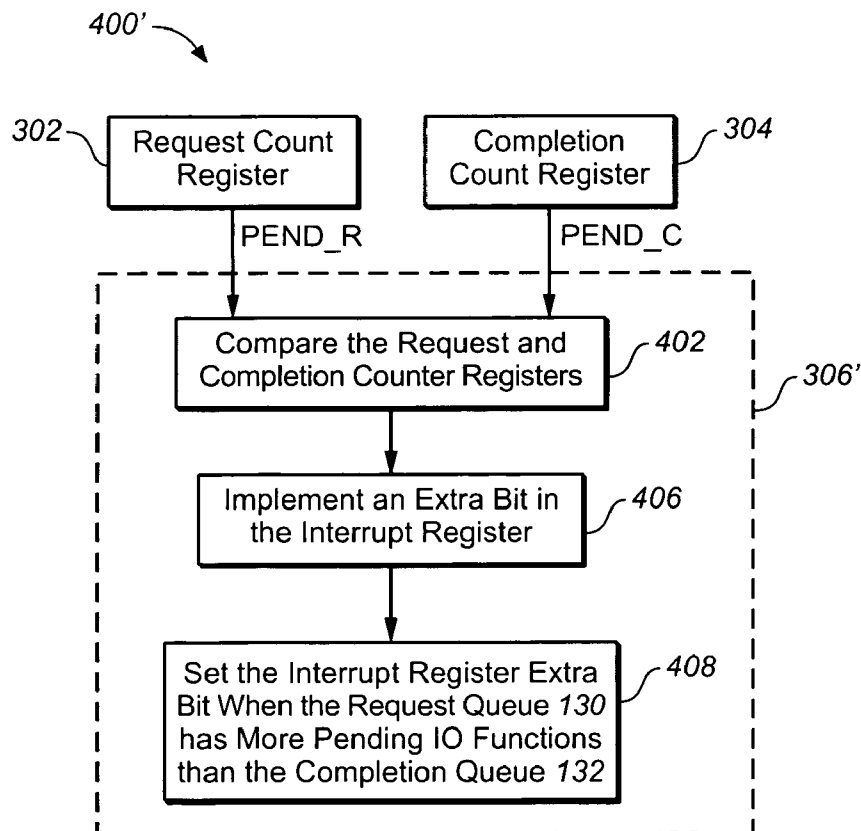 400'
302
Request Count
Register
Completion
Count Register
304
PEND_R
PEND_C
Compare the Request and
Completion Counter Registers
402
306'
Implement an Extra Bit in
the Interrupt Register
406
Set the Interrupt Register Extra
Bit When the Request Queue 130
has More Pending IO Functions
than the Completion Queue 132
408